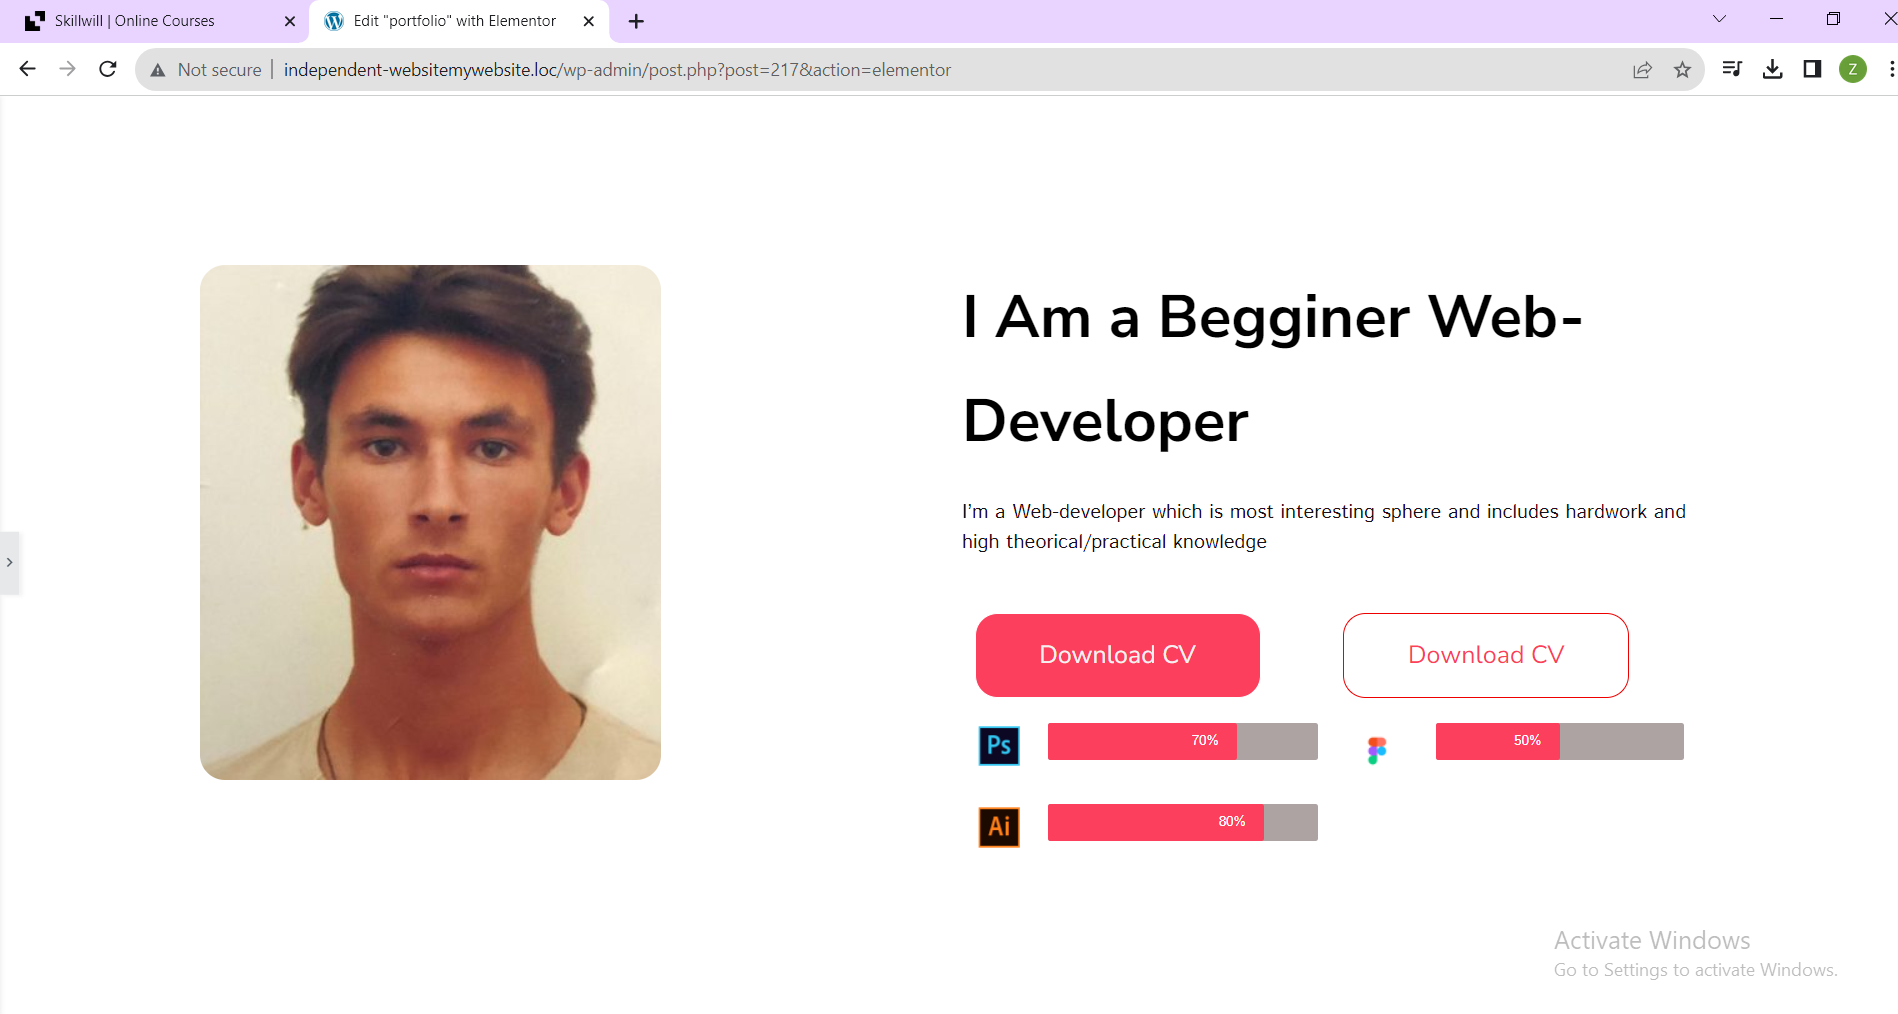 Skillwill | Online Courses
Edit "portfolio" with Elementor
Not secure
independent-websitemywebsite.loc/wp-admin/post.php?post=217&action=elementor
Z
I Am a Begginer Web-
Developer
I'm a Web-developer which is most interesting sphere and includes hardwork and
high theorical/practical knowledge
Download CV
Download CV
Ps
70%
50%
Ai
80%
Activate Windows
Go to Settings to activate Windows.